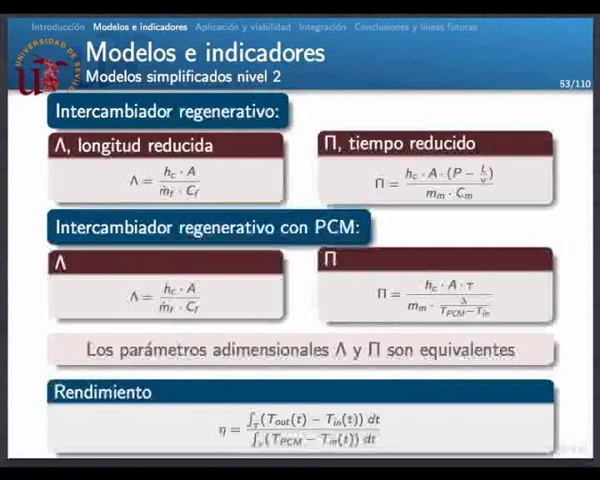 Introducción Modelos e indicadores Aplicación y viabilidad Integración Conclusiones y líneas futuras
UNIVERSIDAD DE SEVILLA
Modelos e indicadores
Modelos simplificados nivel 2
53/110
Intercambiador regenerativo:
Λ, longitud reducida
Λ = h_c · A / ṁ_f · C_f
Π, tiempo reducido
Π = h_c · A · (P − L/v) / m_m · C_m
Intercambiador regenerativo con PCM:
Λ
Λ = h_c · A / ṁ_f · C_f
Π
Π = h_c · A · τ / m_m · λ/(T_PCM − T_in)
Los parámetros adimensionales Λ y Π son equivalentes
Rendimiento
η = ∫_τ (T_out(t) − T_in(t)) dt / ∫_τ (T_PCM − T_in(t)) dt